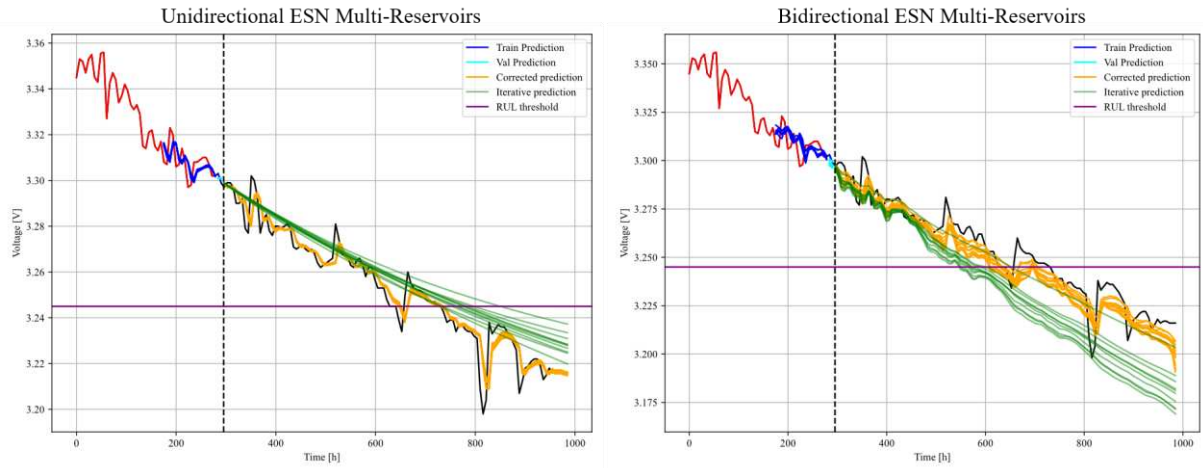 Unidirectional ESN Multi-Reservoirs
3.36
3.34
3.32
3.30
3.28
3.26
3.24
3.22
3.20
Voltage [V]
Train Prediction
Val Prediction
Corrected prediction
Iterative prediction
RUL threshold
0 200 400 600 800 1000
Time [h]
Bidirectional ESN Multi-Reservoirs
3.350
3.325
3.300
3.275
3.250
3.225
3.200
3.175
Voltage [V]
Train Prediction
Val Prediction
Corrected prediction
Iterative prediction
RUL threshold
0 200 400 600 800 1000
Time [h]